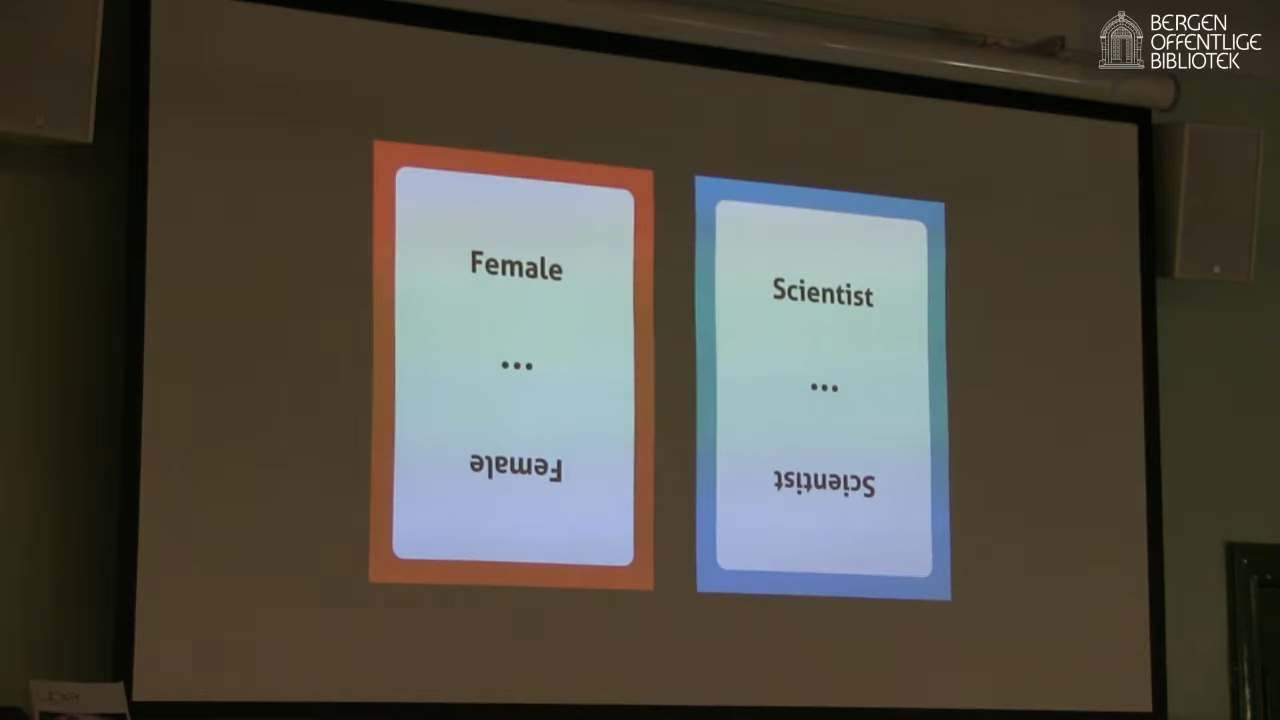 BERGEN
OFFENTLIGE
BIBLIOTEK
Female
...
Female
Scientist
...
Scientist